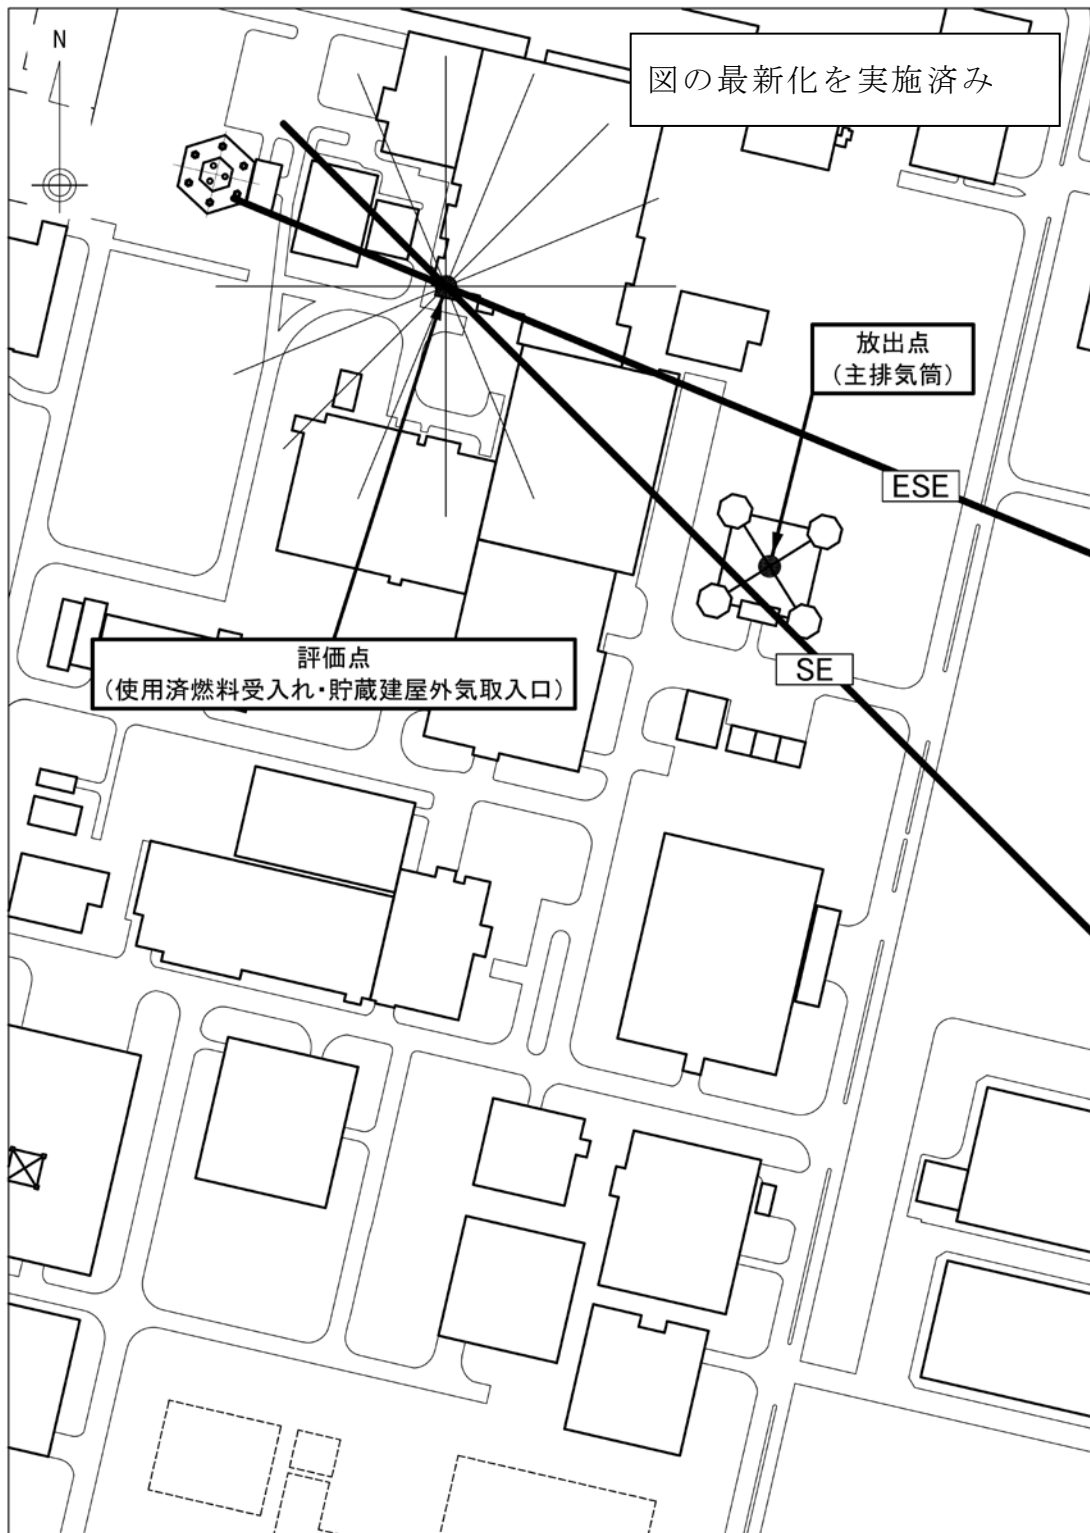 N
図の最新化を実施済み
放出点
(主排気筒)
ESE
評価点
(使用済燃料受入れ・貯蔵建屋外気取入口)
SE